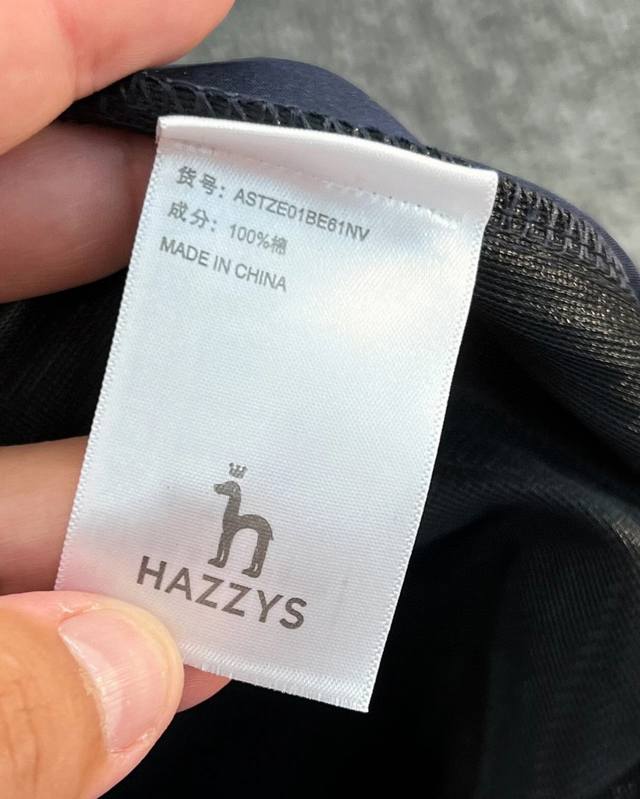 货号: ASTZE01BE61NV
成分: 100%棉
MADE IN CHINA
HAZZYS